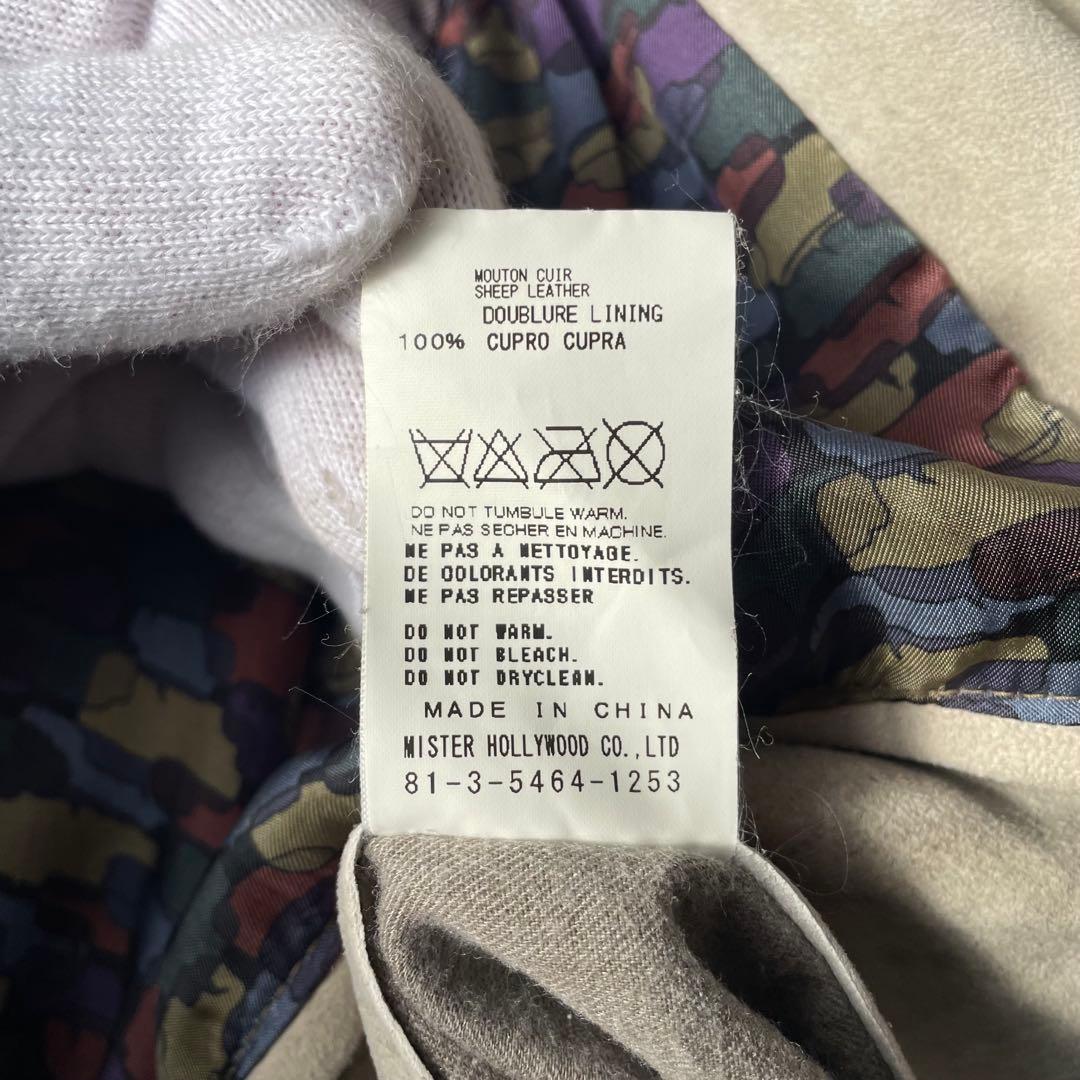 MOUTON CUIR
SHEEP LEATHER
DOUBLURE LINING
100% CUPRO CUPRA
DO NOT TUMBULE WARM.
NE PAS SECHER EN MACHINE.
NE PAS A NETTOYAGE.
DE COLORANTS INTERDITS.
NE PAS REPASSER
DO NOT WARM.
DO NOT BLEACH.
DO NOT DRYCLEAN.
MADE IN CHINA
MISTER HOLLYWOOD CO.,LTD
81-3-5464-1253